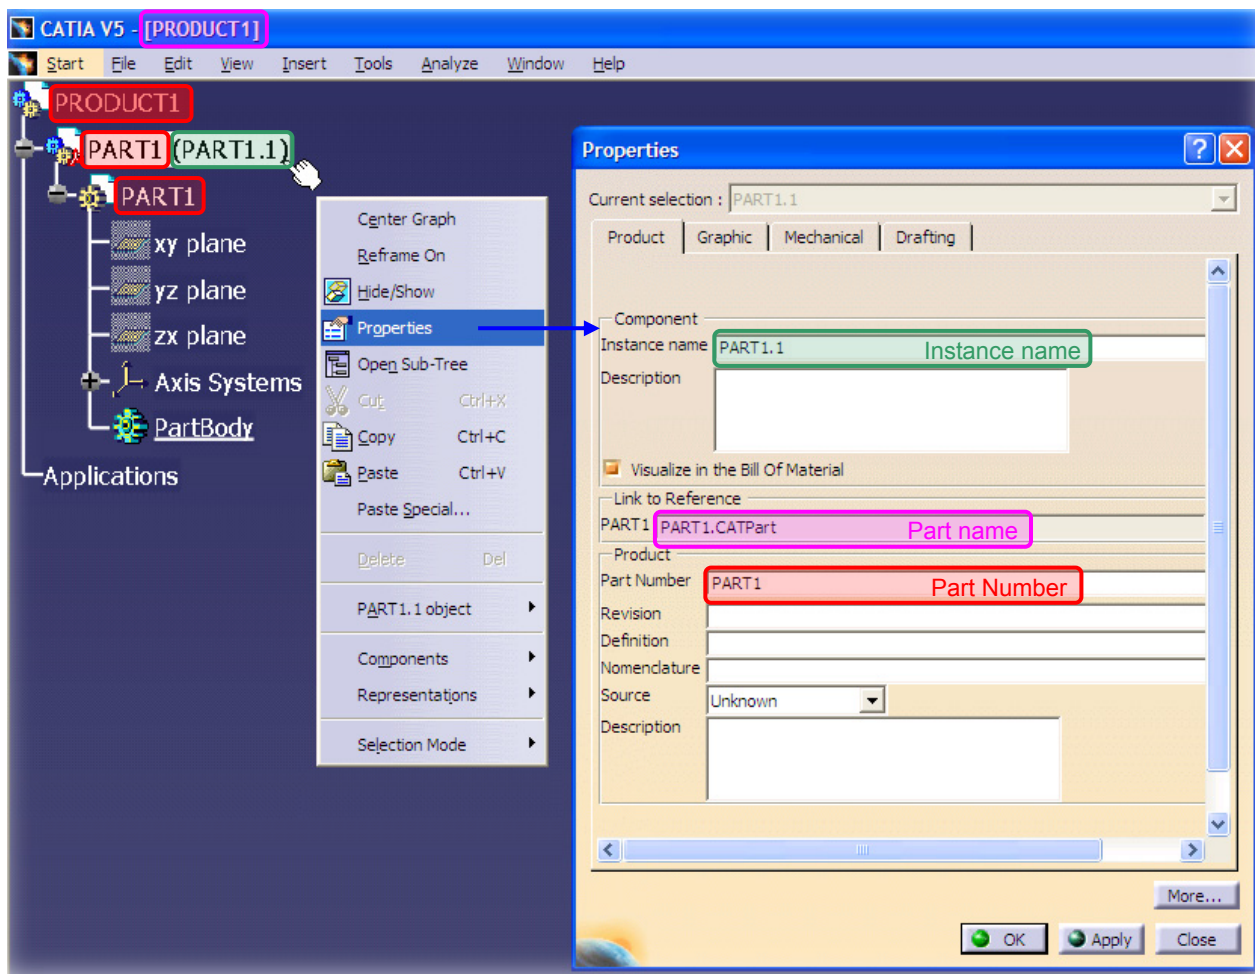 CATIA V5 - [PRODUCT1]
Start File Edit View Insert Tools Analyze Window Help
PRODUCT1
PART1 (PART1.1)
PART1
xy plane
yz plane
zx plane
Axis Systems
PartBody
Applications
Center Graph
Reframe On
Hide/Show
Properties
Open Sub-Tree
Cut Ctrl+X
Copy Ctrl+C
Paste Ctrl+V
Paste Special...
Delete Del
PART1.1 object
Components
Representations
Selection Mode
Properties
Current selection : PART1.1
Product Graphic Mechanical Drafting
Component
Instance name PART1.1 Instance name
Description
Visualize in the Bill Of Material
Link to Reference
PART1 PART1.CATPart Part name
Product
Part Number PART1 Part Number
Revision
Definition
Nomenclature
Source Unknown
Description
More...
OK Apply Close